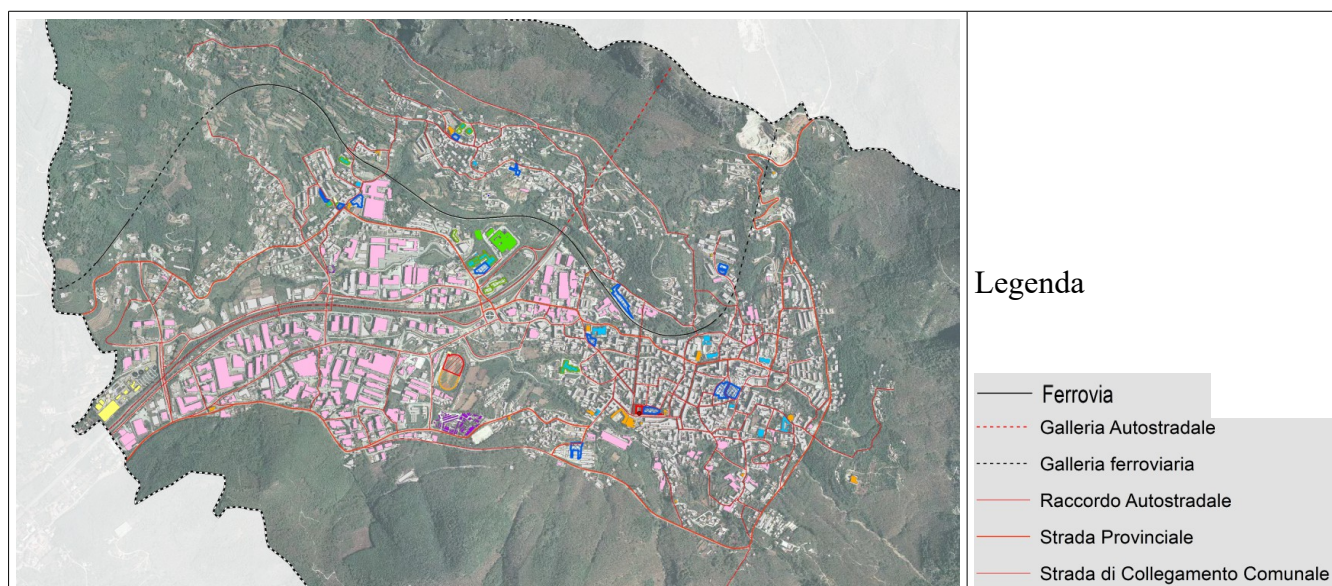 Legenda
Ferrovia
Galleria Autostradale
Galleria ferroviaria
Raccordo Autostradale
Strada Provinciale
Strada di Collegamento Comunale